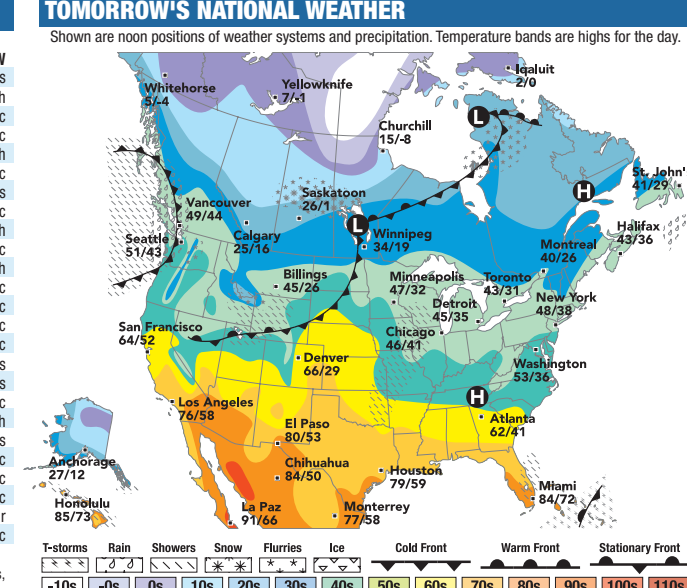 TOMORROW'S NATIONAL WEATHER
Shown are noon positions of weather systems and precipitation. Temperature bands are highs for the day.
Iqaluit
2/0
Whitehorse
5/-4
Yellowknife
7/-1
L
Churchill
15/-8
St. John'
41/29
H
Saskatoon
26/1
Vancouver
49/44
L
Halifax
43/36
Seattle
51/43
Calgary
25/16
Winnipeg
34/19
Montreal
40/26
Billings
45/26
Minneapolis
47/32
Toronto
43/31
Detroit
45/35
New York
48/38
San Francisco
64/52
Chicago
46/41
Denver
66/29
Washington
53/36
H
Los Angeles
76/58
Atlanta
62/41
El Paso
80/53
Anchorage
27/12
Chihuahua
84/50
Houston
79/59
Miami
84/72
Honolulu
85/73
La Paz
91/66
Monterrey
77/58
T-storms Rain Showers Snow Flurries Ice Cold Front Warm Front Stationary Front
-10s -0s 0s 10s 20s 30s 40s 50s 60s 70s 80s 90s 100s 110s